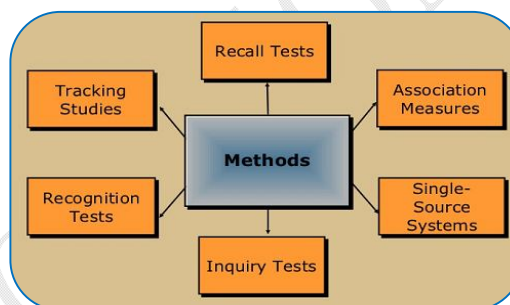 Recall Tests
Tracking
Studies
Association
Measures
Methods
Recognition
Tests
Single-
Source
Systems
Inquiry Tests